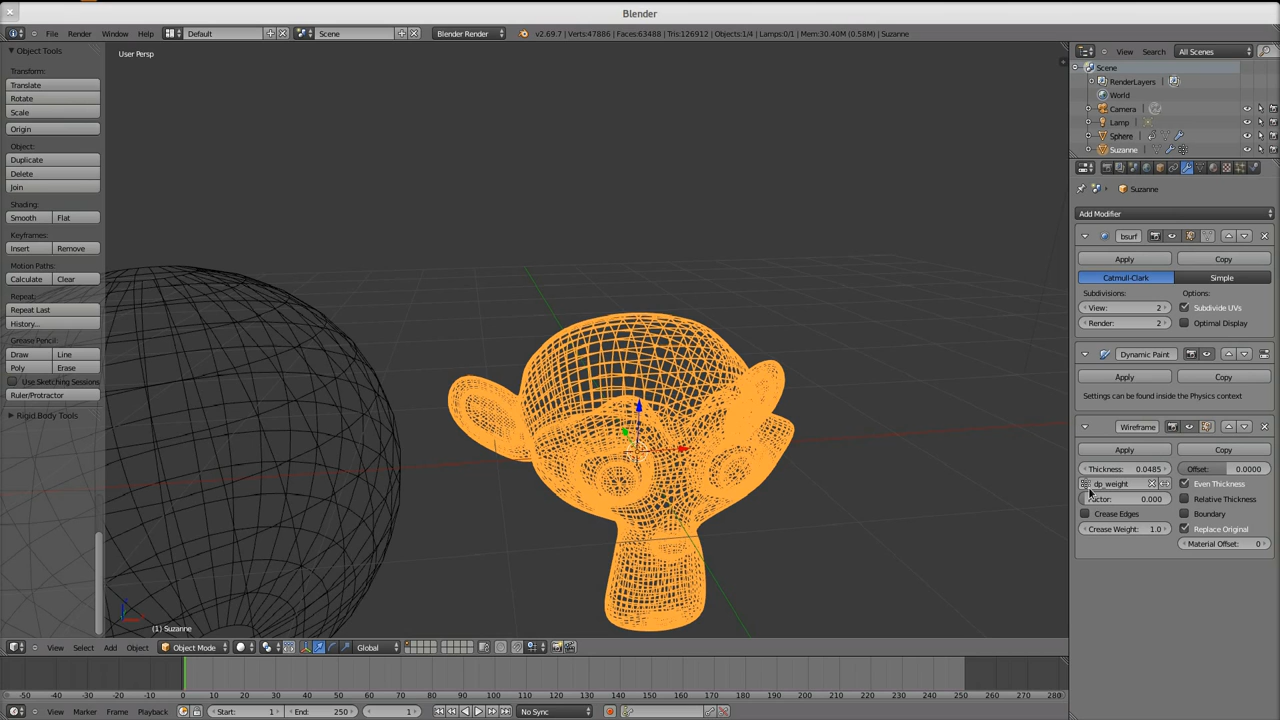 Blender
File Render Window Help Default Scene Blender Render v2.69.7 | Verts:47886 | Faces:63488 | Tris:126912 | Objects:1/4 | Lamps:0/1 | Mem:30.40M (0.58M) | Suzanne
Object Tools
Transform:
Translate
Rotate
Scale
Origin
Object:
Duplicate
Delete
Join
Shading:
Smooth Flat
Keyframes:
Insert Remove
Motion Paths:
Calculate Clear
Repeat:
Repeat Last
History...
Grease Pencil:
Draw Line
Poly Erase
Use Sketching Sessions
Ruler/Protractor
Rigid Body Tools
User Persp
(1) Suzanne
View Search All Scenes
Scene
RenderLayers
World
Camera
Lamp
Sphere
Suzanne
Suzanne
Add Modifier
bsurf
Apply Copy
Catmull-Clark Simple
Subdivisions: Options:
View: 2 Subdivide UVs
Render: 2 Optimal Display
Dynamic Paint
Apply Copy
Settings can be found inside the Physics context
Wireframe
Apply Copy
Thickness: 0.0485 Offset: 0.0000
dp_weight Even Thickness
actor: 0.000 Relative Thickness
Crease Edges Boundary
Crease Weight: 1.0 Replace Original
Material Offset: 0
View Select Add Object Object Mode Global
-50 -40 -30 -20 -10 0 10 20 30 40 50 60 70 80 90 100 110 120 130 140 150 160 170 180 190 200 210 220 230 240 250 260 270 280
View Marker Frame Playback Start: 1 End: 250 1 No Sync